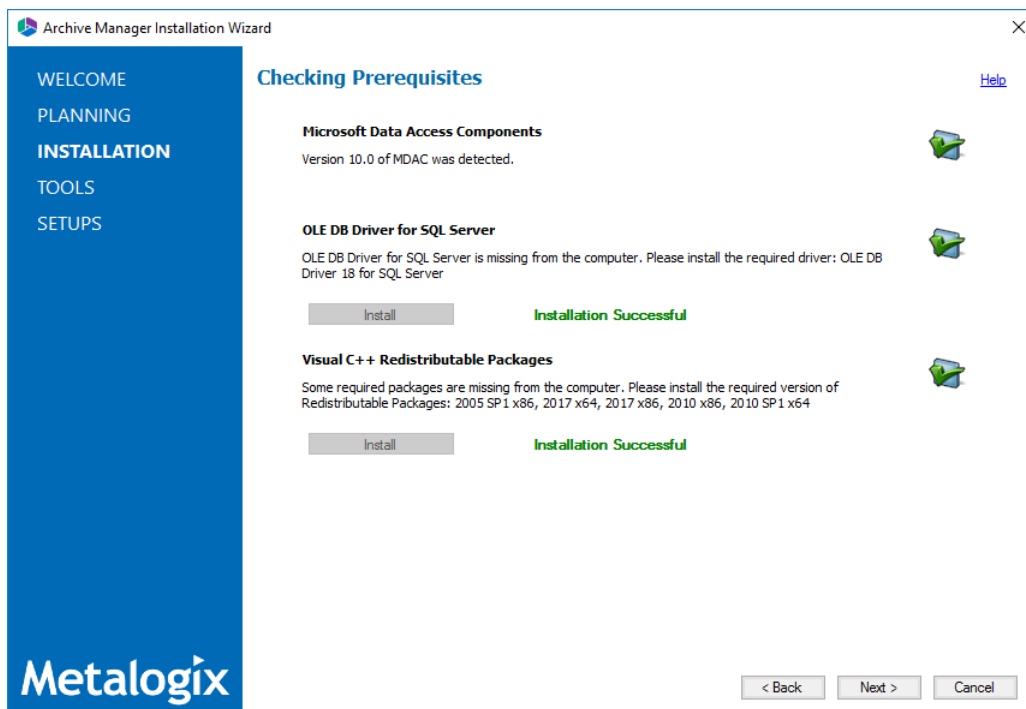 Archive Manager Installation Wizard
WELCOME
PLANNING
INSTALLATION
TOOLS
SETUPS
Metalogix
Checking Prerequisites
Help
Microsoft Data Access Components
Version 10.0 of MDAC was detected.
OLE DB Driver for SQL Server
OLE DB Driver for SQL Server is missing from the computer. Please install the required driver: OLE DB
Driver 18 for SQL Server
Install
Installation Successful
Visual C++ Redistributable Packages
Some required packages are missing from the computer. Please install the required version of
Redistributable Packages: 2005 SP1 x86, 2017 x64, 2017 x86, 2010 x86, 2010 SP1 x64
Install
Installation Successful
< Back
Next >
Cancel